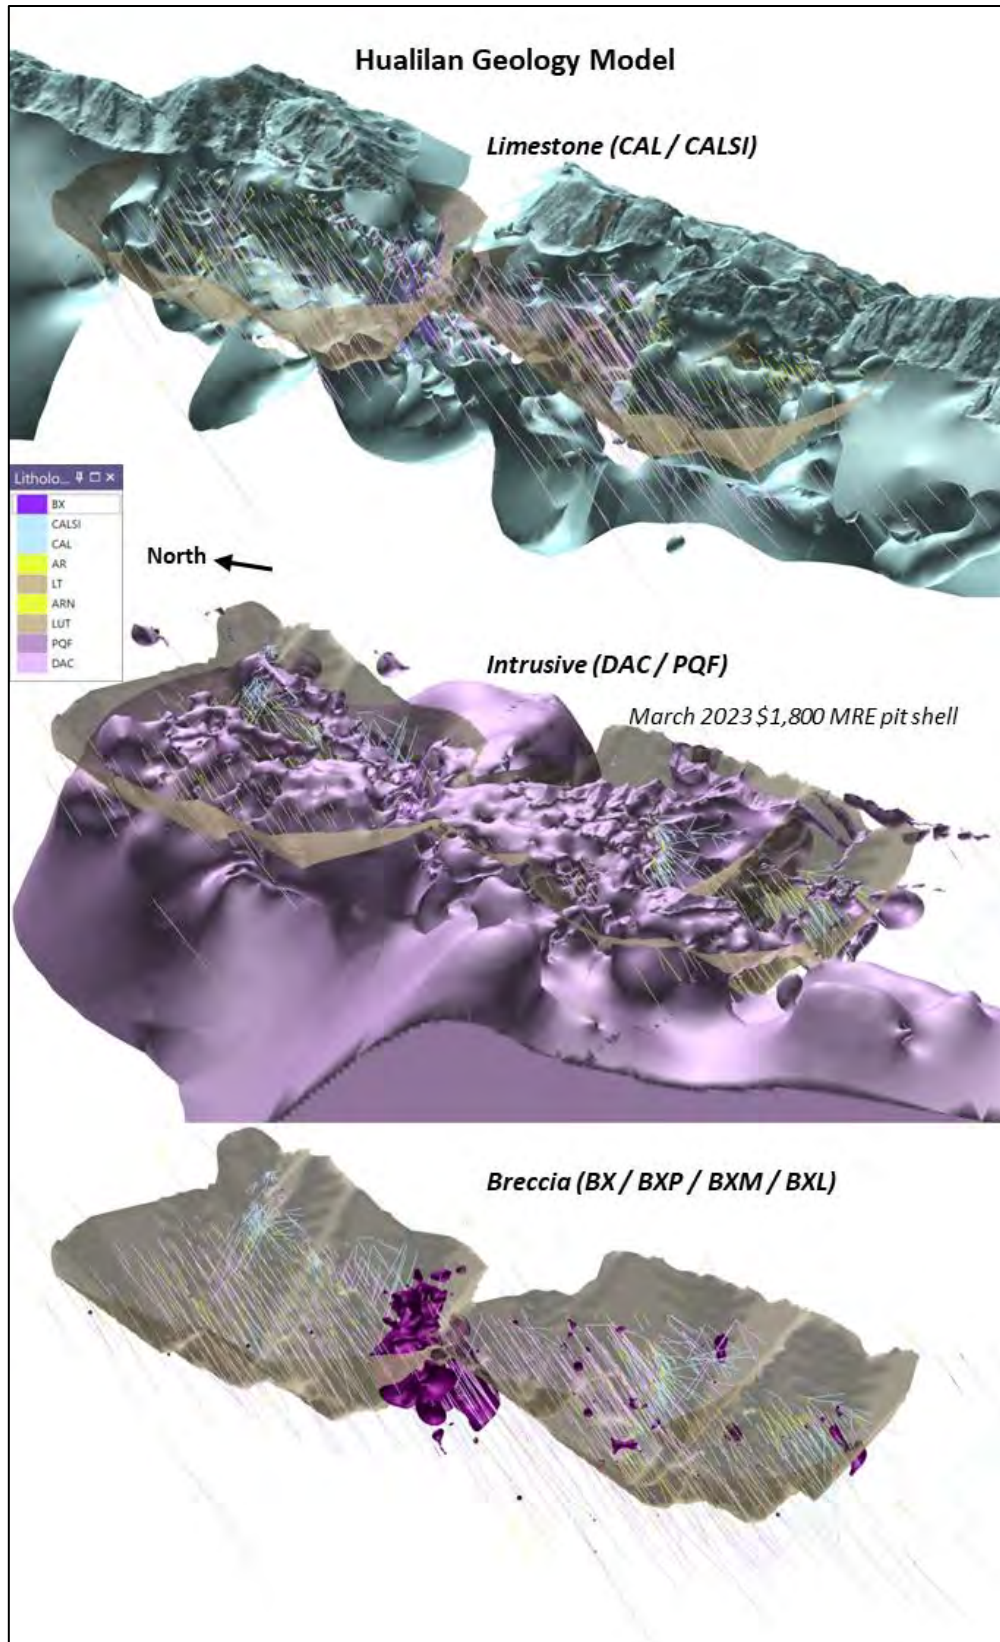 Hualilan Geology Model
Limestone (CAL / CALSI)
Litholo...
BX
CALSI
CAL
AR
LT
ARN
LUT
PQF
DAC
North
Intrusive (DAC / PQF)
March 2023 $1,800 MRE pit shell
Breccia (BX / BXP / BXM / BXL)